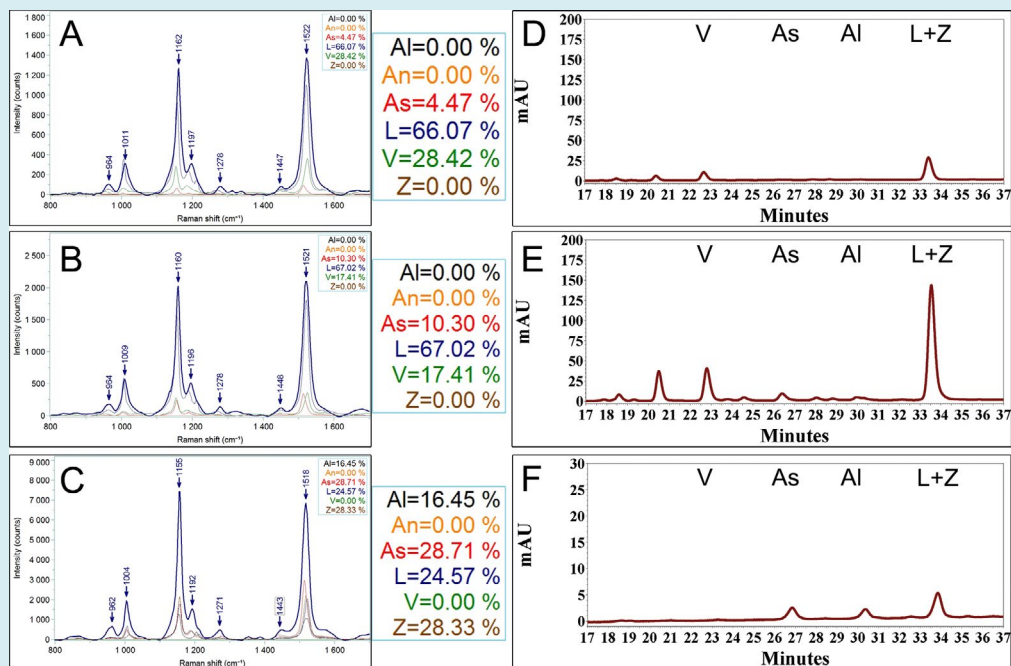 A
Al=0.00 %
An=0.00 %
As=4.47 %
L=66.07 %
V=28.42 %
Z=0.00 %
1 800
1 600
1 400
1 200
1 000
800
600
400
200
0
Intensity (counts)
964
1011
1162
1197
1278
1447
1522
800
1 000
1 200
1 400
1 600
Raman shift (cm⁻¹)
Al=0.00 %
An=0.00 %
As=4.47 %
L=66.07 %
V=28.42 %
Z=0.00 %
D
V As Al L+Z
200
175
150
125
100
75
50
25
0
mAU
17 18 19 20 21 22 23 24 25 26 27 28 29 30 31 32 33 34 35 36 37
Minutes
B
Al=0.00 %
An=0.00 %
As=10.30 %
L=67.02 %
V=17.41 %
Z=0.00 %
2 500
2 000
1 500
1 000
500
0
Intensity (counts)
964
1009
1160
1196
1278
1446
1521
800
1 000
1 200
1 400
1 600
Raman shift (cm⁻¹)
Al=0.00 %
An=0.00 %
As=10.30 %
L=67.02 %
V=17.41 %
Z=0.00 %
E
V As Al L+Z
200
175
150
125
100
75
50
25
0
mAU
17 18 19 20 21 22 23 24 25 26 27 28 29 30 31 32 33 34 35 36 37
Minutes
C
Al=16.45 %
An=0.00 %
As=28.71 %
L=24.57 %
V=0.00 %
Z=28.33 %
9 000
8 000
7 000
6 000
5 000
4 000
3 000
2 000
1 000
0
Intensity (counts)
962
1004
1155
1192
1271
1443
1518
800
1 000
1 200
1 400
1 600
Raman shift (cm⁻¹)
Al=16.45 %
An=0.00 %
As=28.71 %
L=24.57 %
V=0.00 %
Z=28.33 %
F
V As Al L+Z
30
25
20
15
10
5
0
mAU
17 18 19 20 21 22 23 24 25 26 27 28 29 30 31 32 33 34 35 36 37
Minutes